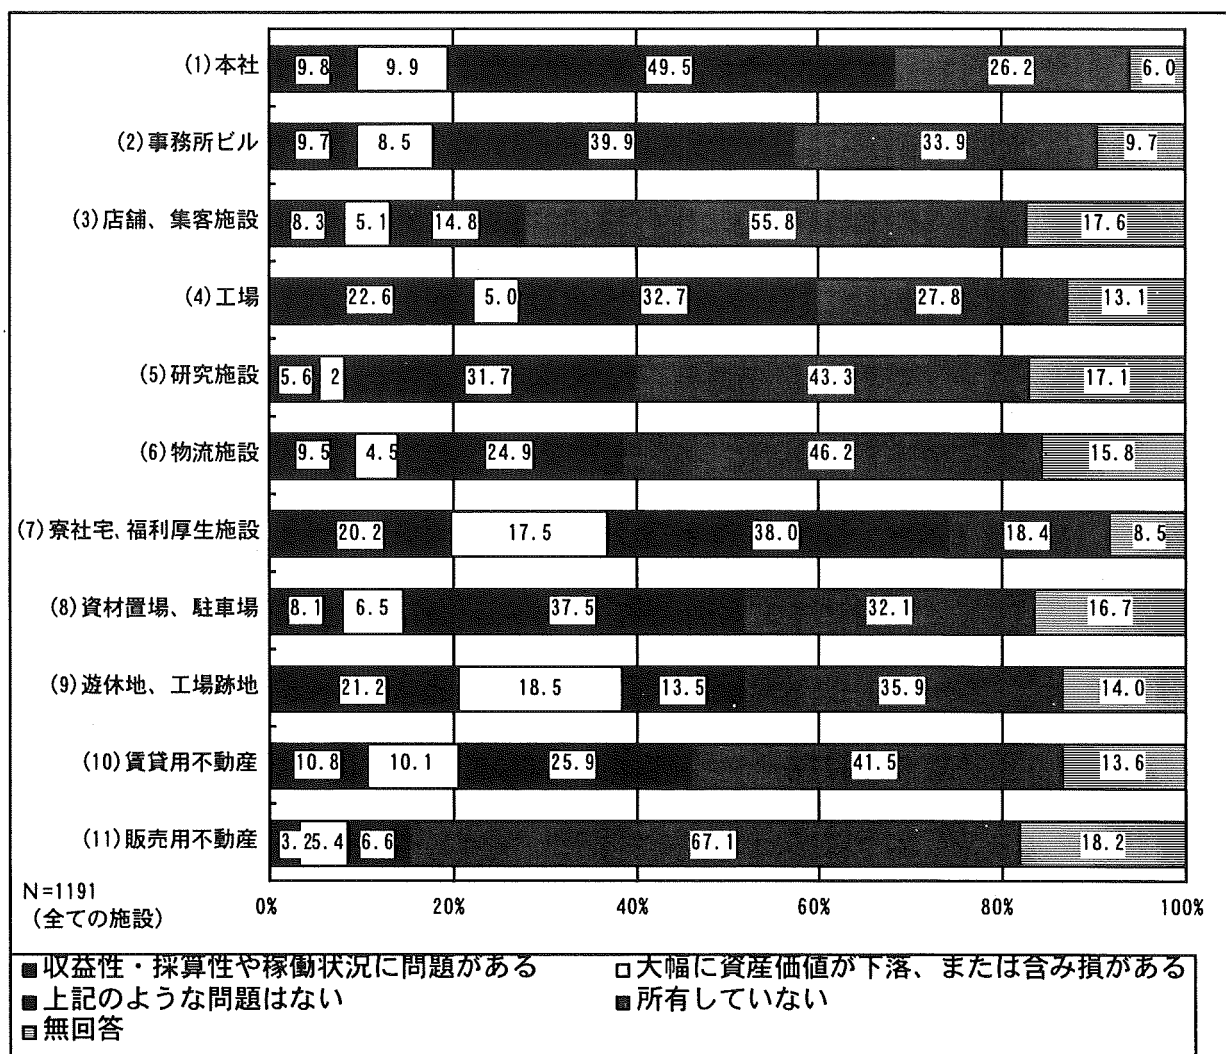 (1)本社 9.8 9.9 49.5 26.2 6.0
(2)事務所ビル 9.7 8.5 39.9 33.9 9.7
(3)店舗、集客施設 8.3 5.1 14.8 55.8 17.6
(4)工場 22.6 5.0 32.7 27.8 13.1
(5)研究施設 5.6 2 31.7 43.3 17.1
(6)物流施設 9.5 4.5 24.9 46.2 15.8
(7)寮社宅、福利厚生施設 20.2 17.5 38.0 18.4 8.5
(8)資材置場、駐車場 8.1 6.5 37.5 32.1 16.7
(9)遊休地、工場跡地 21.2 18.5 13.5 35.9 14.0
(10)賃貸用不動産 10.8 10.1 25.9 41.5 13.6
(11)販売用不動産 3.25.4 6.6 67.1 18.2
N=1191
(全ての施設)
0% 20% 40% 60% 80% 100%
収益性・採算性や稼働状況に問題がある 大幅に資産価値が下落、または含み損がある
上記のような問題はない 所有していない
無回答